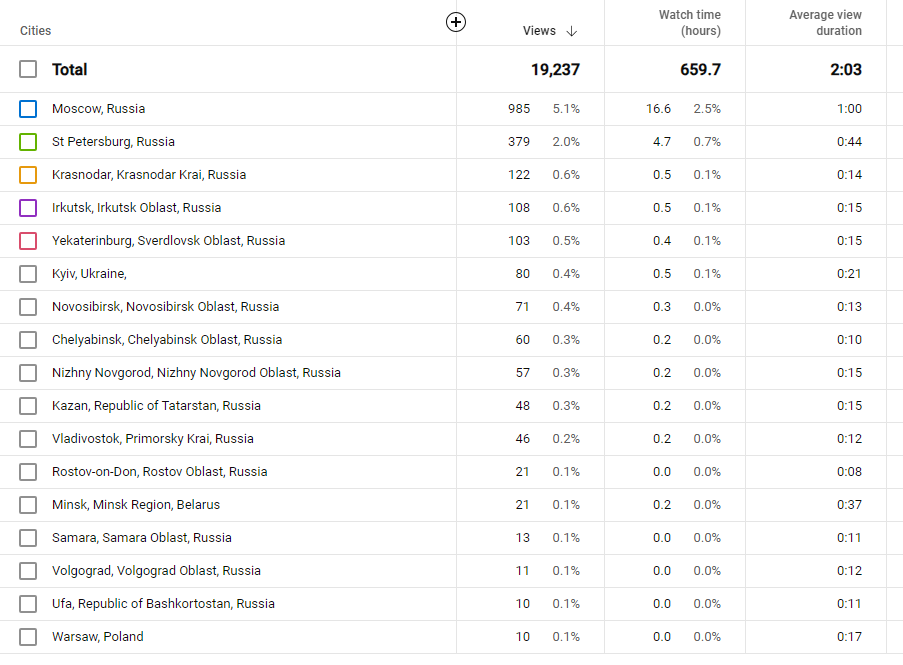 Cities Views Watch time (hours) Average view duration
Total 19,237 659.7 2:03
Moscow, Russia 985 5.1% 16.6 2.5% 1:00
St Petersburg, Russia 379 2.0% 4.7 0.7% 0:44
Krasnodar, Krasnodar Krai, Russia 122 0.6% 0.5 0.1% 0:14
Irkutsk, Irkutsk Oblast, Russia 108 0.6% 0.5 0.1% 0:15
Yekaterinburg, Sverdlovsk Oblast, Russia 103 0.5% 0.4 0.1% 0:15
Kyiv, Ukraine, 80 0.4% 0.5 0.1% 0:21
Novosibirsk, Novosibirsk Oblast, Russia 71 0.4% 0.3 0.0% 0:13
Chelyabinsk, Chelyabinsk Oblast, Russia 60 0.3% 0.2 0.0% 0:10
Nizhny Novgorod, Nizhny Novgorod Oblast, Russia 57 0.3% 0.2 0.0% 0:15
Kazan, Republic of Tatarstan, Russia 48 0.3% 0.2 0.0% 0:15
Vladivostok, Primorsky Krai, Russia 46 0.2% 0.2 0.0% 0:12
Rostov-on-Don, Rostov Oblast, Russia 21 0.1% 0.0 0.0% 0:08
Minsk, Minsk Region, Belarus 21 0.1% 0.2 0.0% 0:37
Samara, Samara Oblast, Russia 13 0.1% 0.0 0.0% 0:11
Volgograd, Volgograd Oblast, Russia 11 0.1% 0.0 0.0% 0:12
Ufa, Republic of Bashkortostan, Russia 10 0.1% 0.0 0.0% 0:11
Warsaw, Poland 10 0.1% 0.0 0.0% 0:17